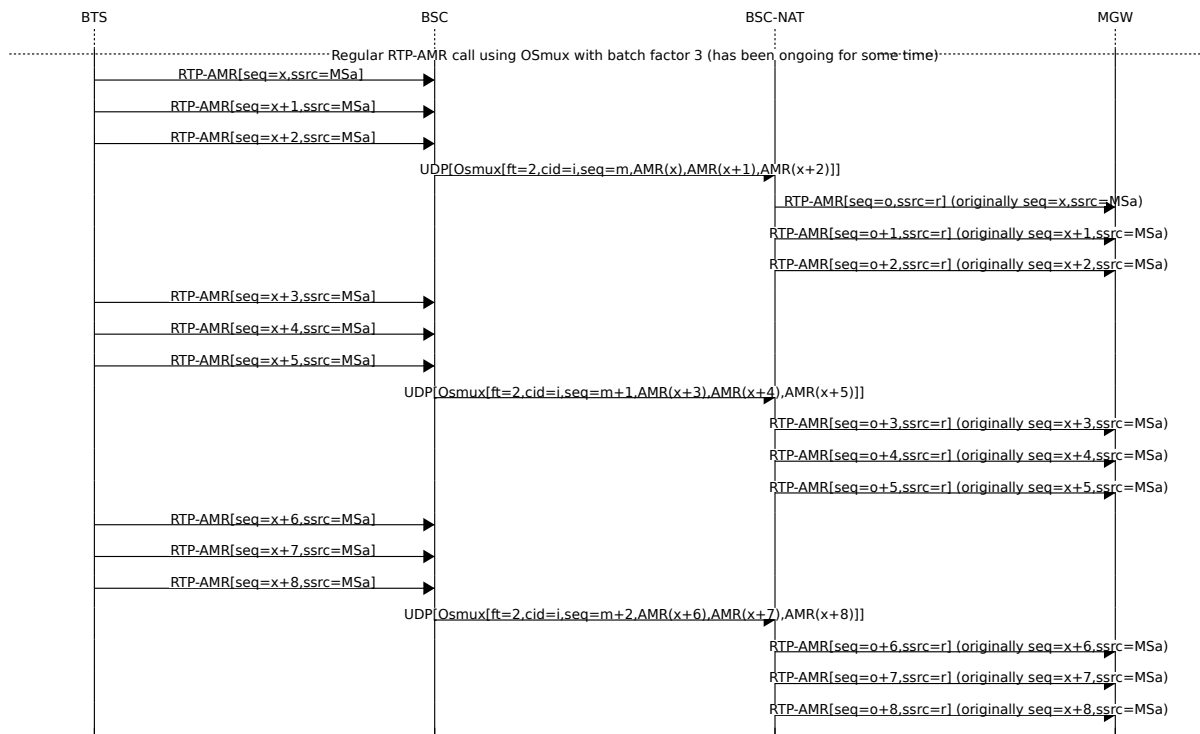 BTS BSC BSC-NAT MGW
Regular RTP-AMR call using OSmux with batch factor 3 (has been ongoing for some time)
RTP-AMR[seq=x,ssrc=MSa]
RTP-AMR[seq=x+1,ssrc=MSa]
RTP-AMR[seq=x+2,ssrc=MSa]
UDP[Osmux[ft=2,cid=i,seq=m,AMR(x),AMR(x+1),AMR(x+2)]]
RTP-AMR[seq=o,ssrc=r] (originally seq=x,ssrc=MSa)
RTP-AMR[seq=o+1,ssrc=r] (originally seq=x+1,ssrc=MSa)
RTP-AMR[seq=o+2,ssrc=r] (originally seq=x+2,ssrc=MSa)
RTP-AMR[seq=x+3,ssrc=MSa]
RTP-AMR[seq=x+4,ssrc=MSa]
RTP-AMR[seq=x+5,ssrc=MSa]
UDP[Osmux[ft=2,cid=i,seq=m+1,AMR(x+3),AMR(x+4),AMR(x+5)]]
RTP-AMR[seq=o+3,ssrc=r] (originally seq=x+3,ssrc=MSa)
RTP-AMR[seq=o+4,ssrc=r] (originally seq=x+4,ssrc=MSa)
RTP-AMR[seq=o+5,ssrc=r] (originally seq=x+5,ssrc=MSa)
RTP-AMR[seq=x+6,ssrc=MSa]
RTP-AMR[seq=x+7,ssrc=MSa]
RTP-AMR[seq=x+8,ssrc=MSa]
UDP[Osmux[ft=2,cid=i,seq=m+2,AMR(x+6),AMR(x+7),AMR(x+8)]]
RTP-AMR[seq=o+6,ssrc=r] (originally seq=x+6,ssrc=MSa)
RTP-AMR[seq=o+7,ssrc=r] (originally seq=x+7,ssrc=MSa)
RTP-AMR[seq=o+8,ssrc=r] (originally seq=x+8,ssrc=MSa)